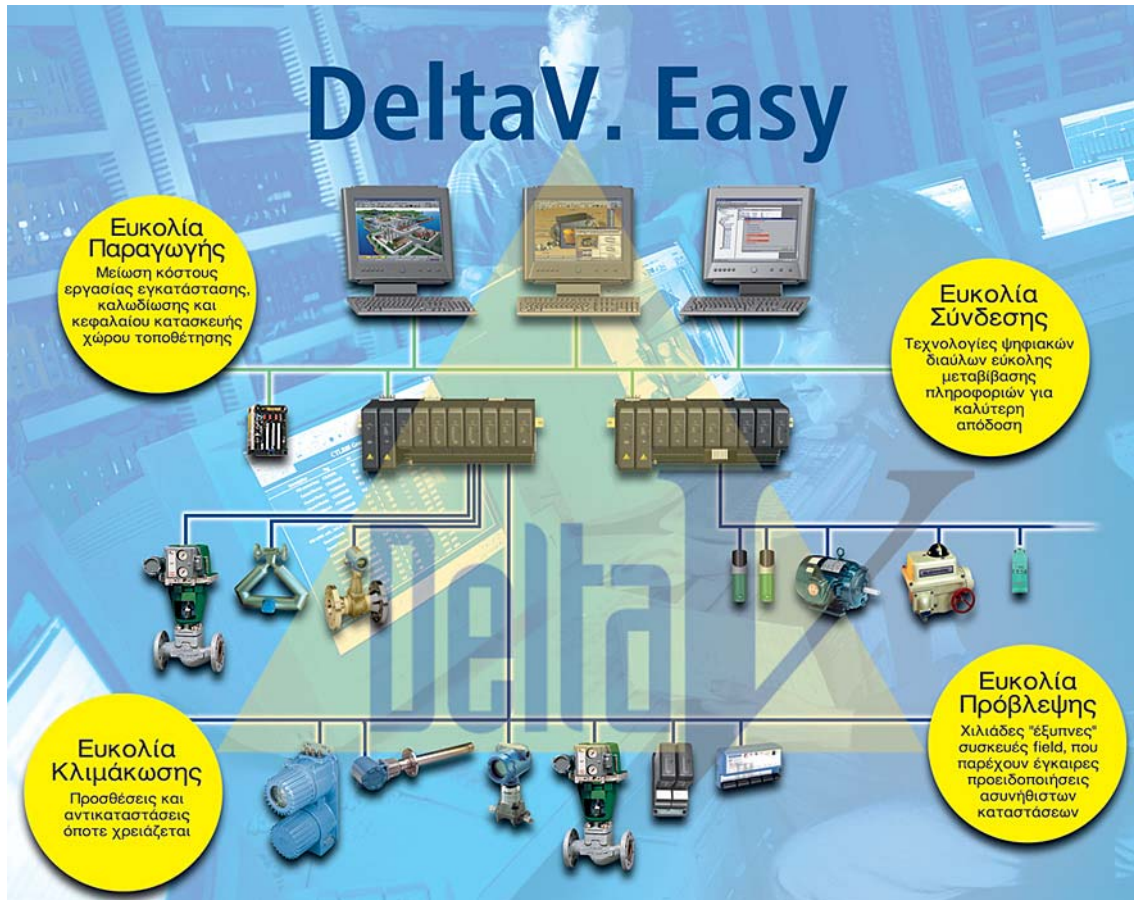 DeltaV. Easy
Ευκολία
Παραγωγής
Μείωση κόστους
εργασίας εγκατάστασης,
καλωδίωσης και
κεφαλαίου κατασκευής
χώρου τοποθέτησης
Ευκολία
Σύνδεσης
Τεχνολογίες ψηφιακών
διαύλων εύκολης
μεταβίβασης
πληροφοριών για
καλύτερη
απόδοση
DeltaV
Ευκολία
Κλιμάκωσης
Προσθέσεις και
αντικαταστάσεις
όποτε χρειάζεται
Ευκολία
Πρόβλεψης
Χιλιάδες "έξυπνες"
συσκευές field, που
παρέχουν έγκαιρες
προειδοποιήσεις
ασυνήθιστων
καταστάσεων